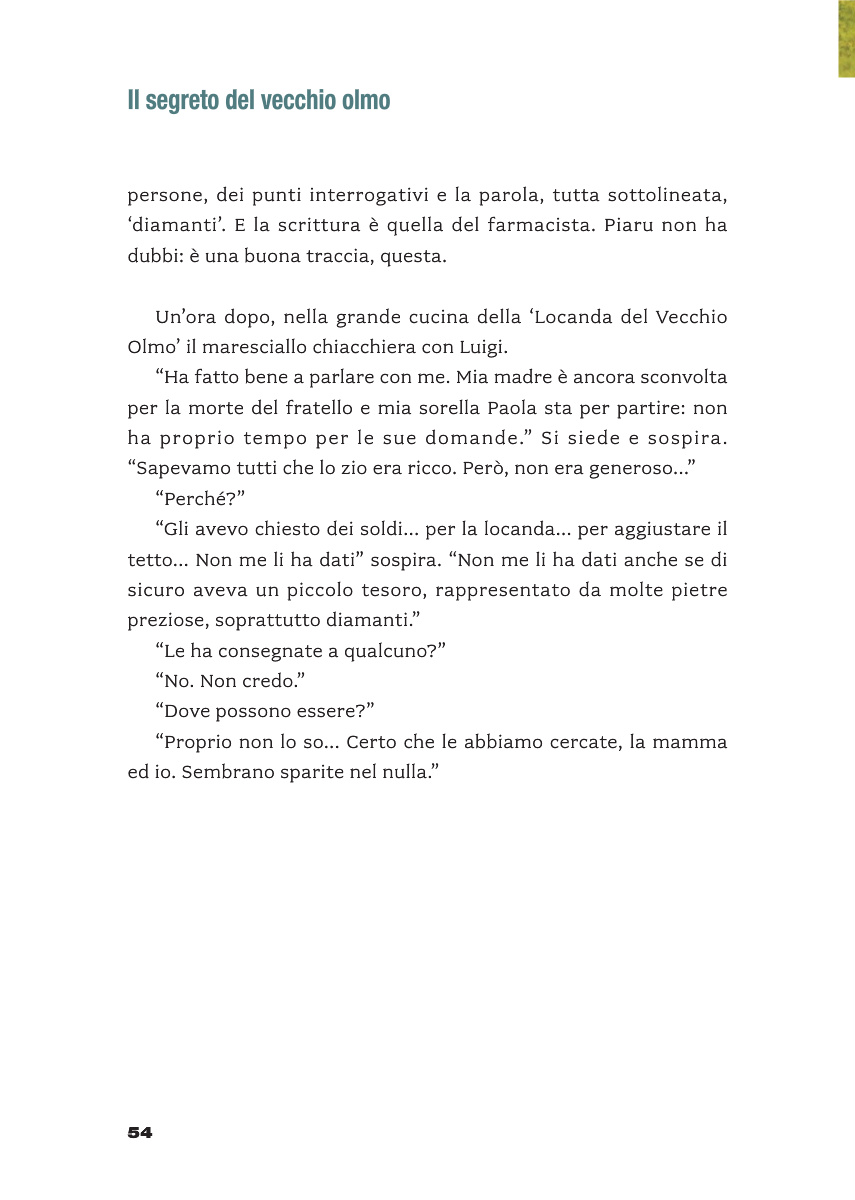 Il segreto del vecchio olmo
persone, dei punti interrogativi e la parola, tutta sottolineata,
‘diamanti’. E la scrittura è quella del farmacista. Piaru non ha
dubbi: è una buona traccia, questa.
Un’ora dopo, nella grande cucina della ‘Locanda del Vecchio
Olmo’ il maresciallo chiacchiera con Luigi.
“Ha fatto bene a parlare con me. Mia madre è ancora sconvolta
per la morte del fratello e mia sorella Paola sta per partire: non
ha proprio tempo per le sue domande.” Si siede e sospira.
“Sapevamo tutti che lo zio era ricco. Però, non era generoso...”
“Perché?”
“Gli avevo chiesto dei soldi... per la locanda... per aggiustare il
tetto... Non me li ha dati” sospira. “Non me li ha dati anche se di
sicuro aveva un piccolo tesoro, rappresentato da molte pietre
preziose, soprattutto diamanti.”
“Le ha consegnate a qualcuno?”
“No. Non credo.”
“Dove possono essere?”
“Proprio non lo so... Certo che le abbiamo cercate, la mamma
ed io. Sembrano sparite nel nulla.”
54